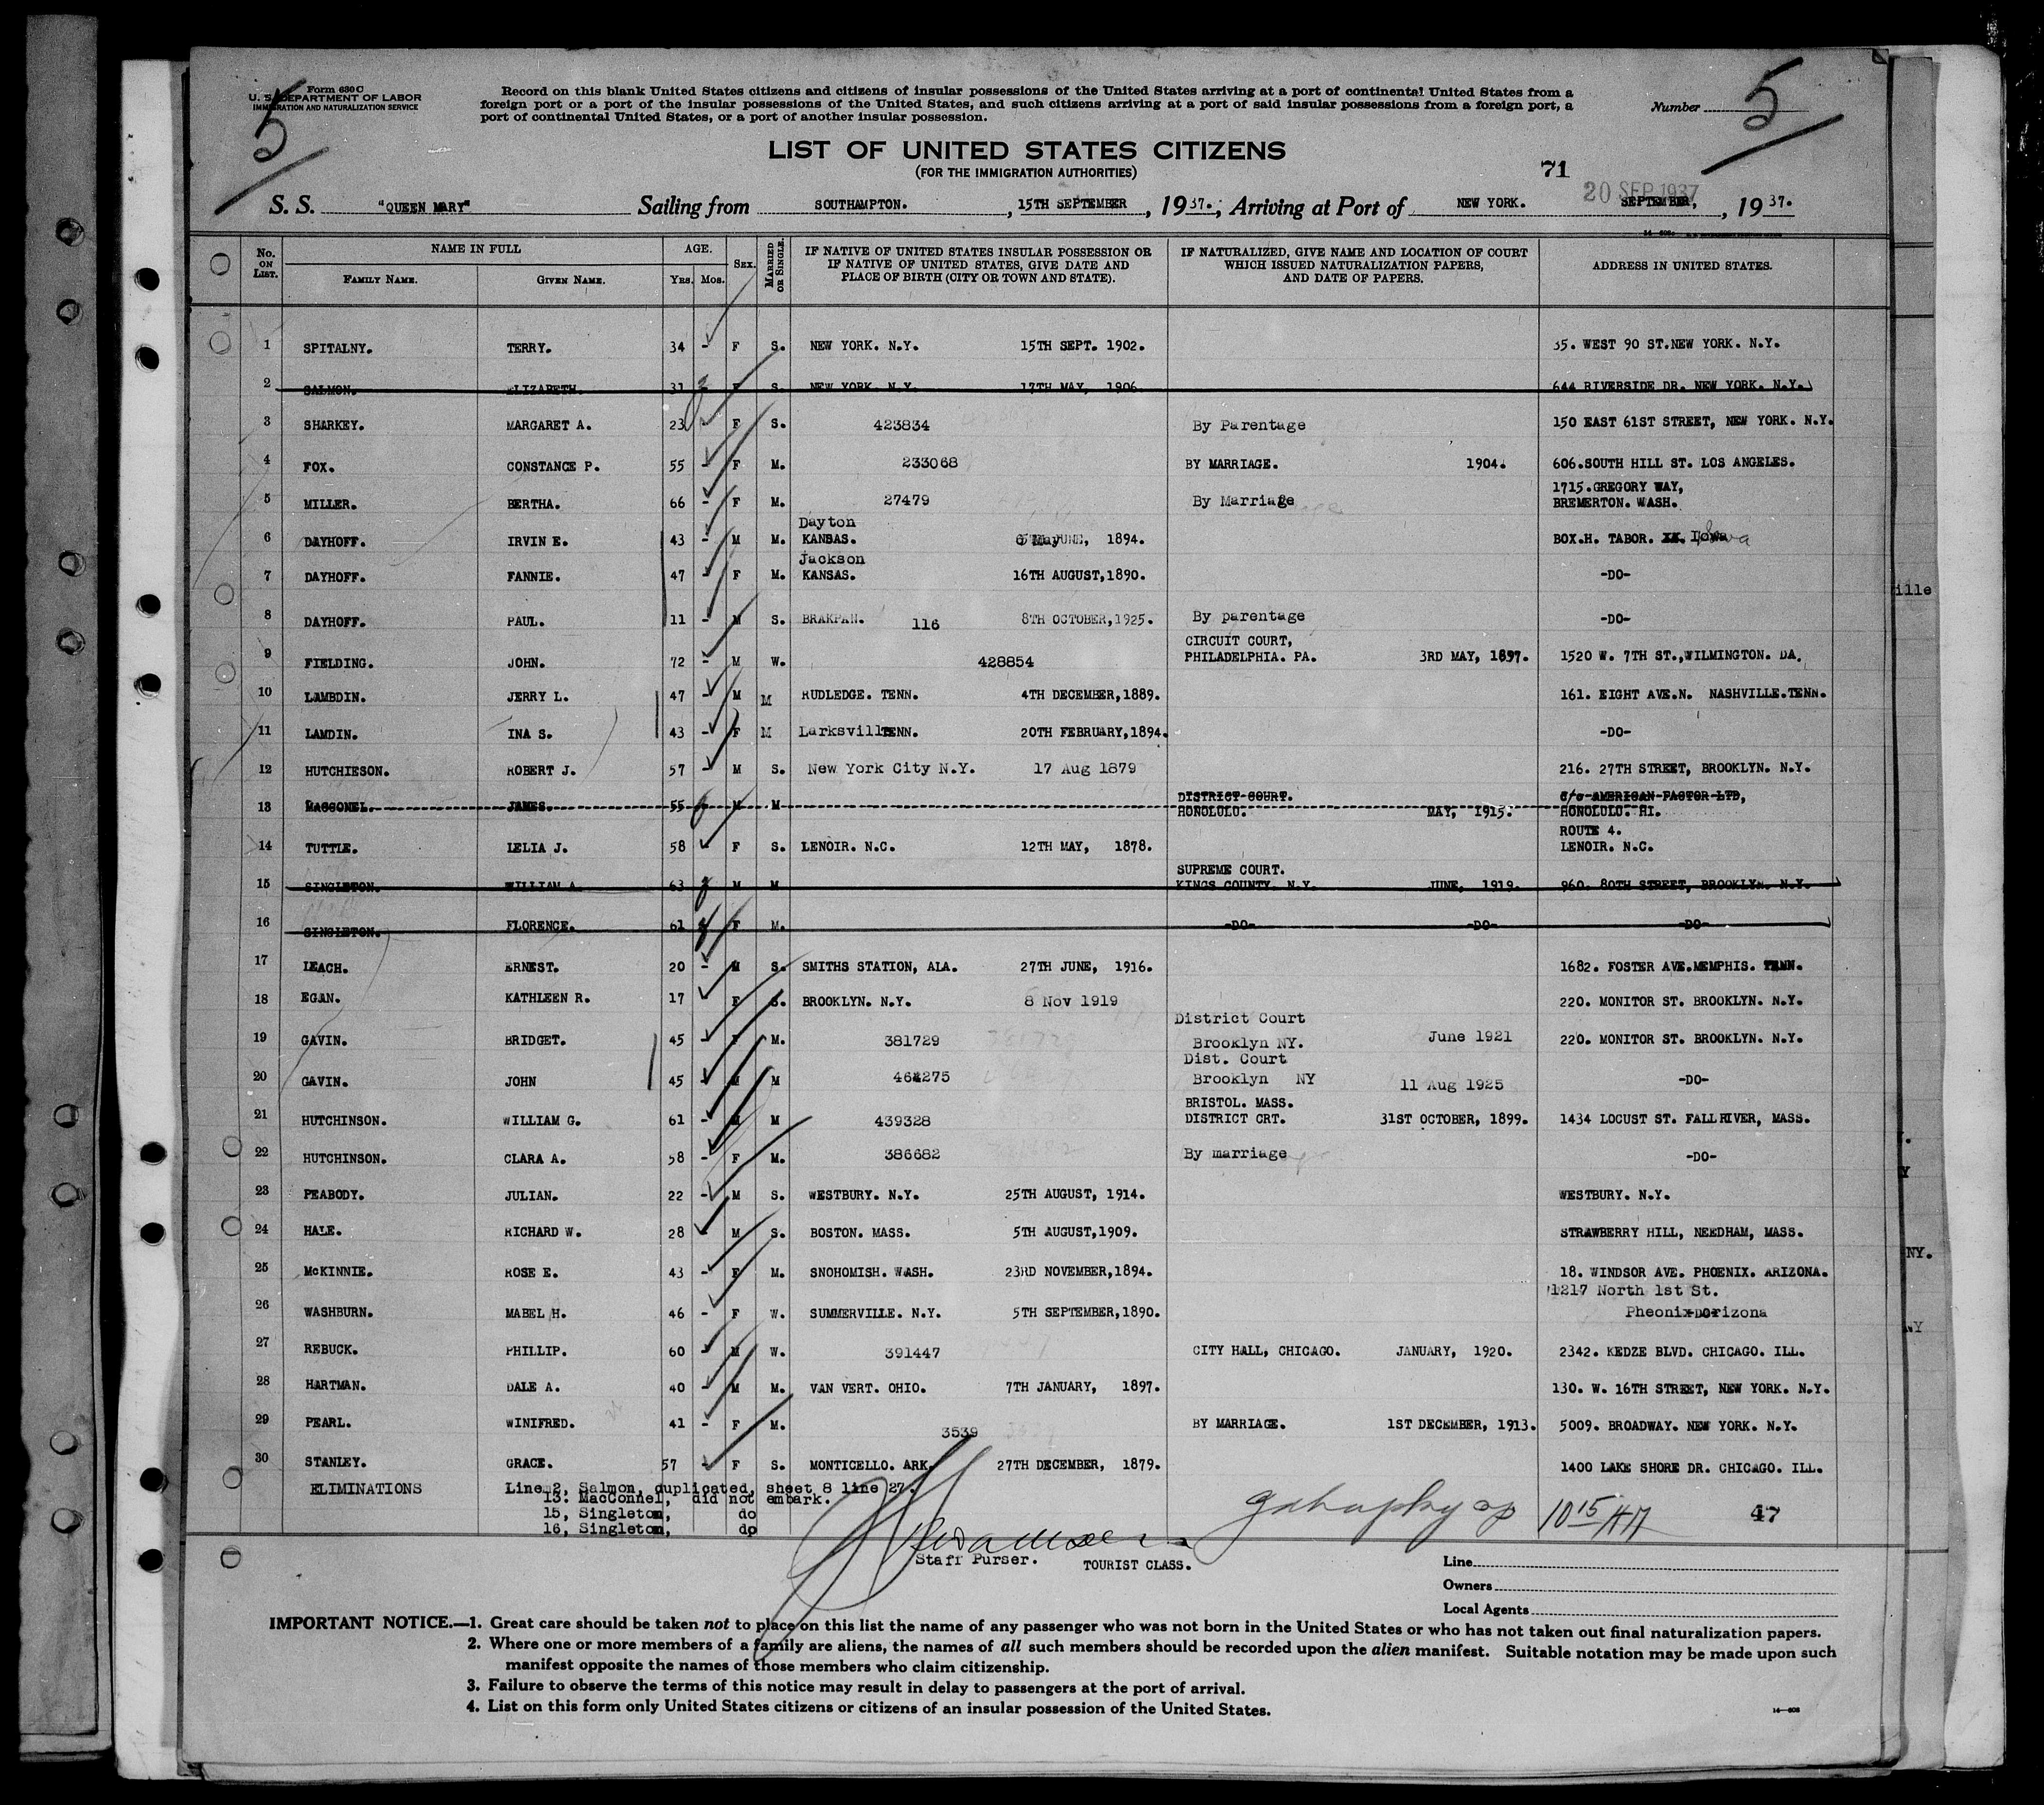 5
Form 630 C
U. S. DEPARTMENT OF LABOR
IMMIGRATION AND NATURALIZATION SERVICE
Record on this blank United States citizens and citizens of insular possessions of the United States arriving at a port of continental United States from a
foreign port or a port of the insular possessions of the United States, and such citizens arriving at a port of said insular possessions from a foreign port, a
port of continental United States, or a port of another insular possession.
Number 5
LIST OF UNITED STATES CITIZENS
(FOR THE IMMIGRATION AUTHORITIES)
71
20 SEP 1937
S. S. "QUEEN MARY" Sailing from SOUTHAMPTON. , 15TH SEPTEMBER , 19 37. , Arriving at Port of NEW YORK. SEPTEMBER, , 19 37.
No. ON LIST. NAME IN FULL AGE. SEX. MARRIED OR SINGLE. IF NATIVE OF UNITED STATES INSULAR POSSESSION OR IF NATIVE OF UNITED STATES, GIVE DATE AND PLACE OF BIRTH (CITY OR TOWN AND STATE). IF NATURALIZED, GIVE NAME AND LOCATION OF COURT WHICH ISSUED NATURALIZATION PAPERS, AND DATE OF PAPERS. ADDRESS IN UNITED STATES.
FAMILY NAME. GIVEN NAME. YRS. MOS.
1 SPITALNY. TERRY. 34 - F S. NEW YORK. N.Y. 15TH SEPT. 1902. 35. WEST 90 ST.NEW YORK. N.Y.
2 SALMON. ELIZABETH. 31 F S. NEW YORK. N.Y. 17TH MAY, 1906 644 RIVERSIDE DR. NEW YORK. N.Y.
3 SHARKEY. MARGARET A. 23 - F S. 423834 By Parentage 150 EAST 61ST STREET, NEW YORK. N.Y.
4 FOX. CONSTANCE P. 55 - F M. 233068 BY MARRIAGE. 1904. 606.SOUTH HILL ST. LOS ANGELES.
5 MILLER. BERTHA. 66 - F M. 27479 By Marriage 1715.GREGORY WAY,
BREMERTON. WASH.
Dayton
6 DAYHOFF. IRVIN E. 43 - M M. KANSAS. 6 May 1894. BOX.H. TABOR. Iowa
Jackson
7 DAYHOFF. FANNIE. 47 - F M. KANSAS. 16TH AUGUST,1890. -DO-
8 DAYHOFF. PAUL. 11 - M S. BRAKPAN. 116 8TH OCTOBER,1925. By parentage -DO-
CIRCUIT COURT,
9 FIELDING. JOHN. 72 - M W. 428854 PHILADELPHIA. PA. 3RD MAY, 1897. 1520 W. 7TH ST.,WILMINGTON. DA.
10 LAMBDIN. JERRY L. 47 - M M RUDLEDGE. TENN. 4TH DECEMBER,1889. 161. EIGHT AVE.N. NASHVILLE.TENN.
11 LAMDIN. INA S. 43 - F M LarksvillTENN. 20TH FEBRUARY,1894. -DO-
12 HUTCHIESON. ROBERT J. 57 - M S. New York City N.Y. 17 Aug 1879 216. 27TH STREET, BROOKLYN. N.Y.
DISTRICT COURT. C/O AMERICAN FACTOR LTD,
13 MACCONEL. JAMES. 55 M M HONOLULU. MAY, 1915. HONOLULU. HI.
ROUTE 4.
14 TUTTLE. LELIA J. 58 - F S. LENOIR. N.C. 12TH MAY, 1878. LENOIR. N.C.
SUPREME COURT.
15 SINGLETON. WILLIAM A 63 M M KINGS COUNTY. N.Y. JUNE, 1919. 960. 80TH STREET, BROOKLYN. N.Y.
16 SINGLETON. FLORENCE. 61 F M. -DO- -DO- -DO-
17 LEACH. ERNEST. 20 - M S. SMITHS STATION, ALA. 27TH JUNE, 1916. 1682. FOSTER AVE.MEMPHIS. TENN.
18 EGAN. KATHLEEN R. 17 F S. BROOKLYN. N.Y. 8 Nov 1919 220. MONITOR ST. BROOKLYN. N.Y.
District Court
19 GAVIN. BRIDGET. 45 - F M. 381729 Brooklyn NY. June 1921 220. MONITOR ST. BROOKLYN. N.Y.
Dist. Court
20 GAVIN. JOHN 45 - M M 464275 Brooklyn NY 11 Aug 1925 -DO-
BRISTOL. MASS.
21 HUTCHINSON. WILLIAM G. 61 - M M 439328 DISTRICT CRT. 31ST OCTOBER, 1899. 1434 LOCUST ST. FALL RIVER, MASS.
22 HUTCHINSON. CLARA A. 58 - F M. 386682 By marriage -DO-
23 PEABODY. JULIAN. 22 - M S. WESTBURY. N.Y. 25TH AUGUST, 1914. WESTBURY. N.Y.
24 HALE. RICHARD W. 28 M S. BOSTON. MASS. 5TH AUGUST,1909. STRAWBERRY HILL, NEEDHAM, MASS.
25 McKINNIE. ROSE E. 43 - F M. SNOHOMISH. WASH. 23RD NOVEMBER,1894. 18. WINDSOR AVE. PHOENIX. ARIZONA.
1217 North 1st St.
26 WASHBURN. MABEL H. 46 - F W. SUMMERVILLE. N.Y. 5TH SEPTEMBER,1890. Pheonix-DOrizona
27 REBUCK. PHILLIP. 60 - M W. 391447 CITY HALL, CHICAGO. JANUARY, 1920. 2342. KEDZE BLVD. CHICAGO. ILL.
28 HARTMAN. DALE A. 40 - M M. VAN VERT. OHIO. 7TH JANUARY, 1897. 130. W. 16TH STREET, NEW YORK. N.Y.
29 PEARL. WINIFRED. 41 - F M. 3539 BY MARRIAGE. 1ST DECEMBER, 1913. 5009. BROADWAY. NEW YORK. N.Y.
30 STANLEY. GRACE. 57 - F S. MONTICELLO. ARK. 27TH DECEMBER, 1879. 1400 LAKE SHORE DR. CHICAGO. ILL.
ELIMINATIONS Line 2, Salmon, duplicated, sheet 8 line 27.
13: MacConnel, did not embark.
15, Singleton, do
16, Singleton, do
47
Staff Purser. TOURIST CLASS.
Line
Owners
Local Agents
IMPORTANT NOTICE.—1. Great care should be taken not to place on this list the name of any passenger who was not born in the United States or who has not taken out final naturalization papers.
2. Where one or more members of a family are aliens, the names of all such members should be recorded upon the alien manifest. Suitable notation may be made upon such
manifest opposite the names of those members who claim citizenship.
3. Failure to observe the terms of this notice may result in delay to passengers at the port of arrival.
4. List on this form only United States citizens or citizens of an insular possession of the United States.
14—608
ille
NY.